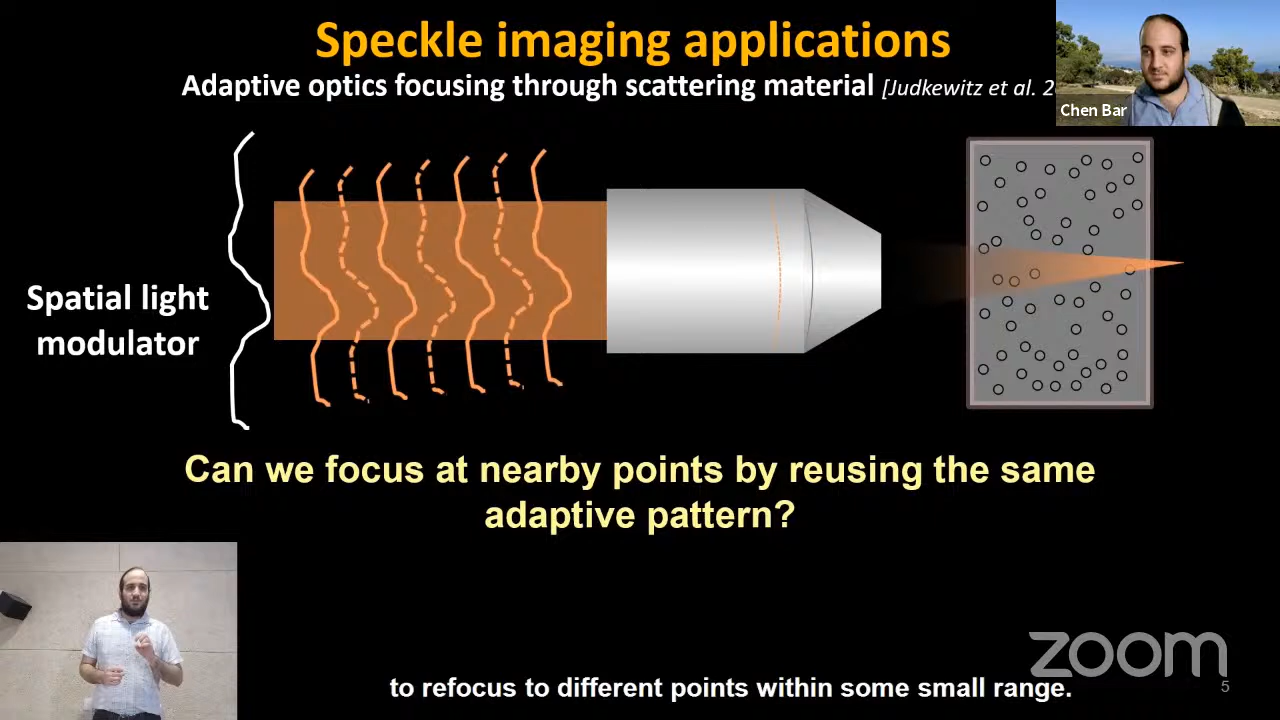 Speckle imaging applications
Adaptive optics focusing through scattering material [Judkewitz et al.
Chen Bar
Spatial light
modulator
Can we focus at nearby points by reusing the same
adaptive pattern?
zoom
to refocus to different points within some small range.
5